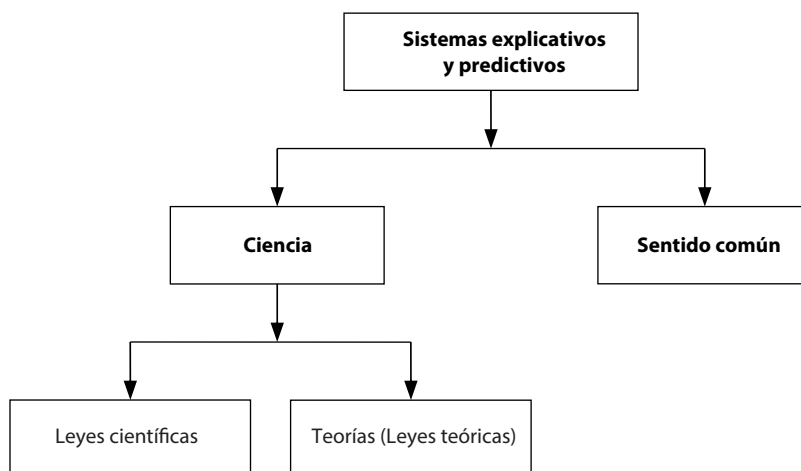 Sistemas explicativos
y predictivos
Ciencia
Sentido común
Leyes científicas
Teorías (Leyes teóricas)